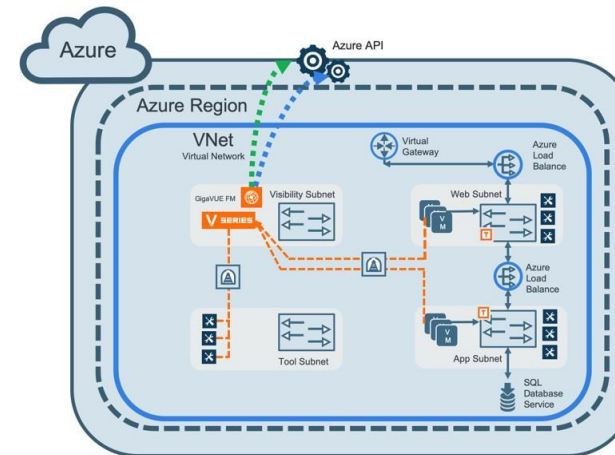 Azure
Azure API
Azure Region
VNet
Virtual Network
Virtual
Gateway
Azure
Load
Balance
GigaVUE FM
Visibility Subnet
V SERIES
Web Subnet
V
M
T
Azure
Load
Balance
T
V
M
Tool Subnet
App Subnet
SQL
Database
Service